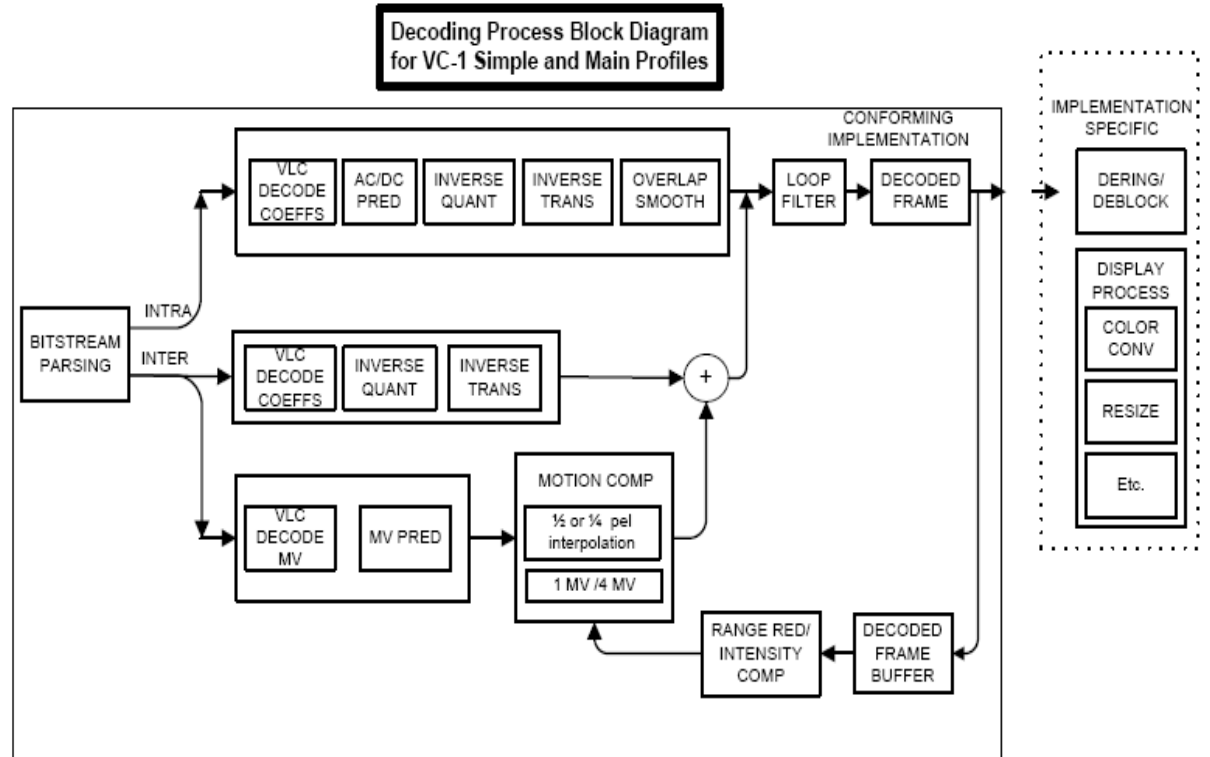 Decoding Process Block Diagram
for VC-1 Simple and Main Profiles
CONFORMING
IMPLEMENTATION
IMPLEMENTATION
SPECIFIC
VLC
DECODE
COEFFS
AC/DC
PRED
INVERSE
QUANT
INVERSE
TRANS
OVERLAP
SMOOTH
LOOP
FILTER
DECODED
FRAME
DERING/
DEBLOCK
DISPLAY
PROCESS
COLOR
CONV
RESIZE
Etc.
BITSTREAM
PARSING
INTRA
INTER
VLC
DECODE
COEFFS
INVERSE
QUANT
INVERSE
TRANS
+
VLC
DECODE
MV
MV PRED
MOTION COMP
½ or ¼ pel
interpolation
1 MV /4 MV
RANGE RED/
INTENSITY
COMP
DECODED
FRAME
BUFFER